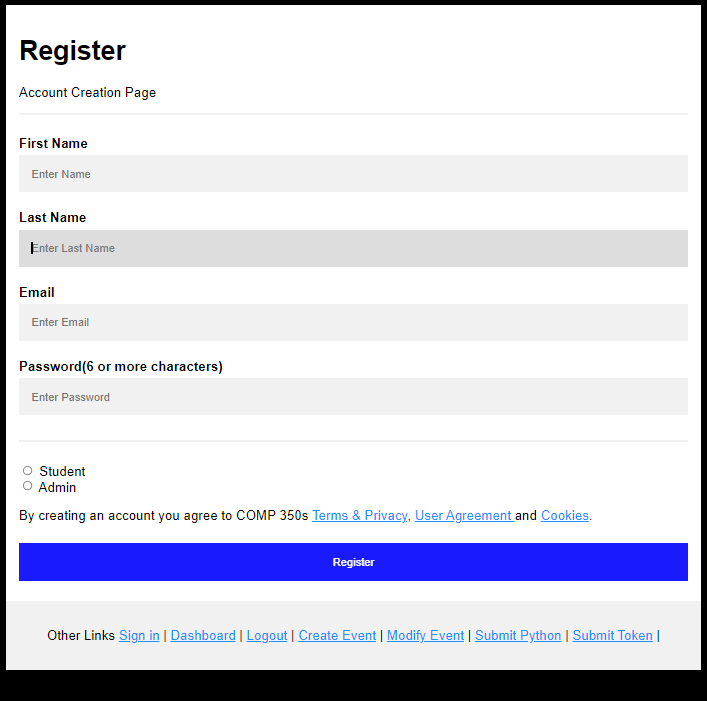 Register
Account Creation Page
First Name
Enter Name
Last Name
Enter Last Name
Email
Enter Email
Password(6 or more characters)
Enter Password
Student
Admin
By creating an account you agree to COMP 350s Terms & Privacy, User Agreement and Cookies.
Register
Other Links Sign in | Dashboard | Logout | Create Event | Modify Event | Submit Python | Submit Token |